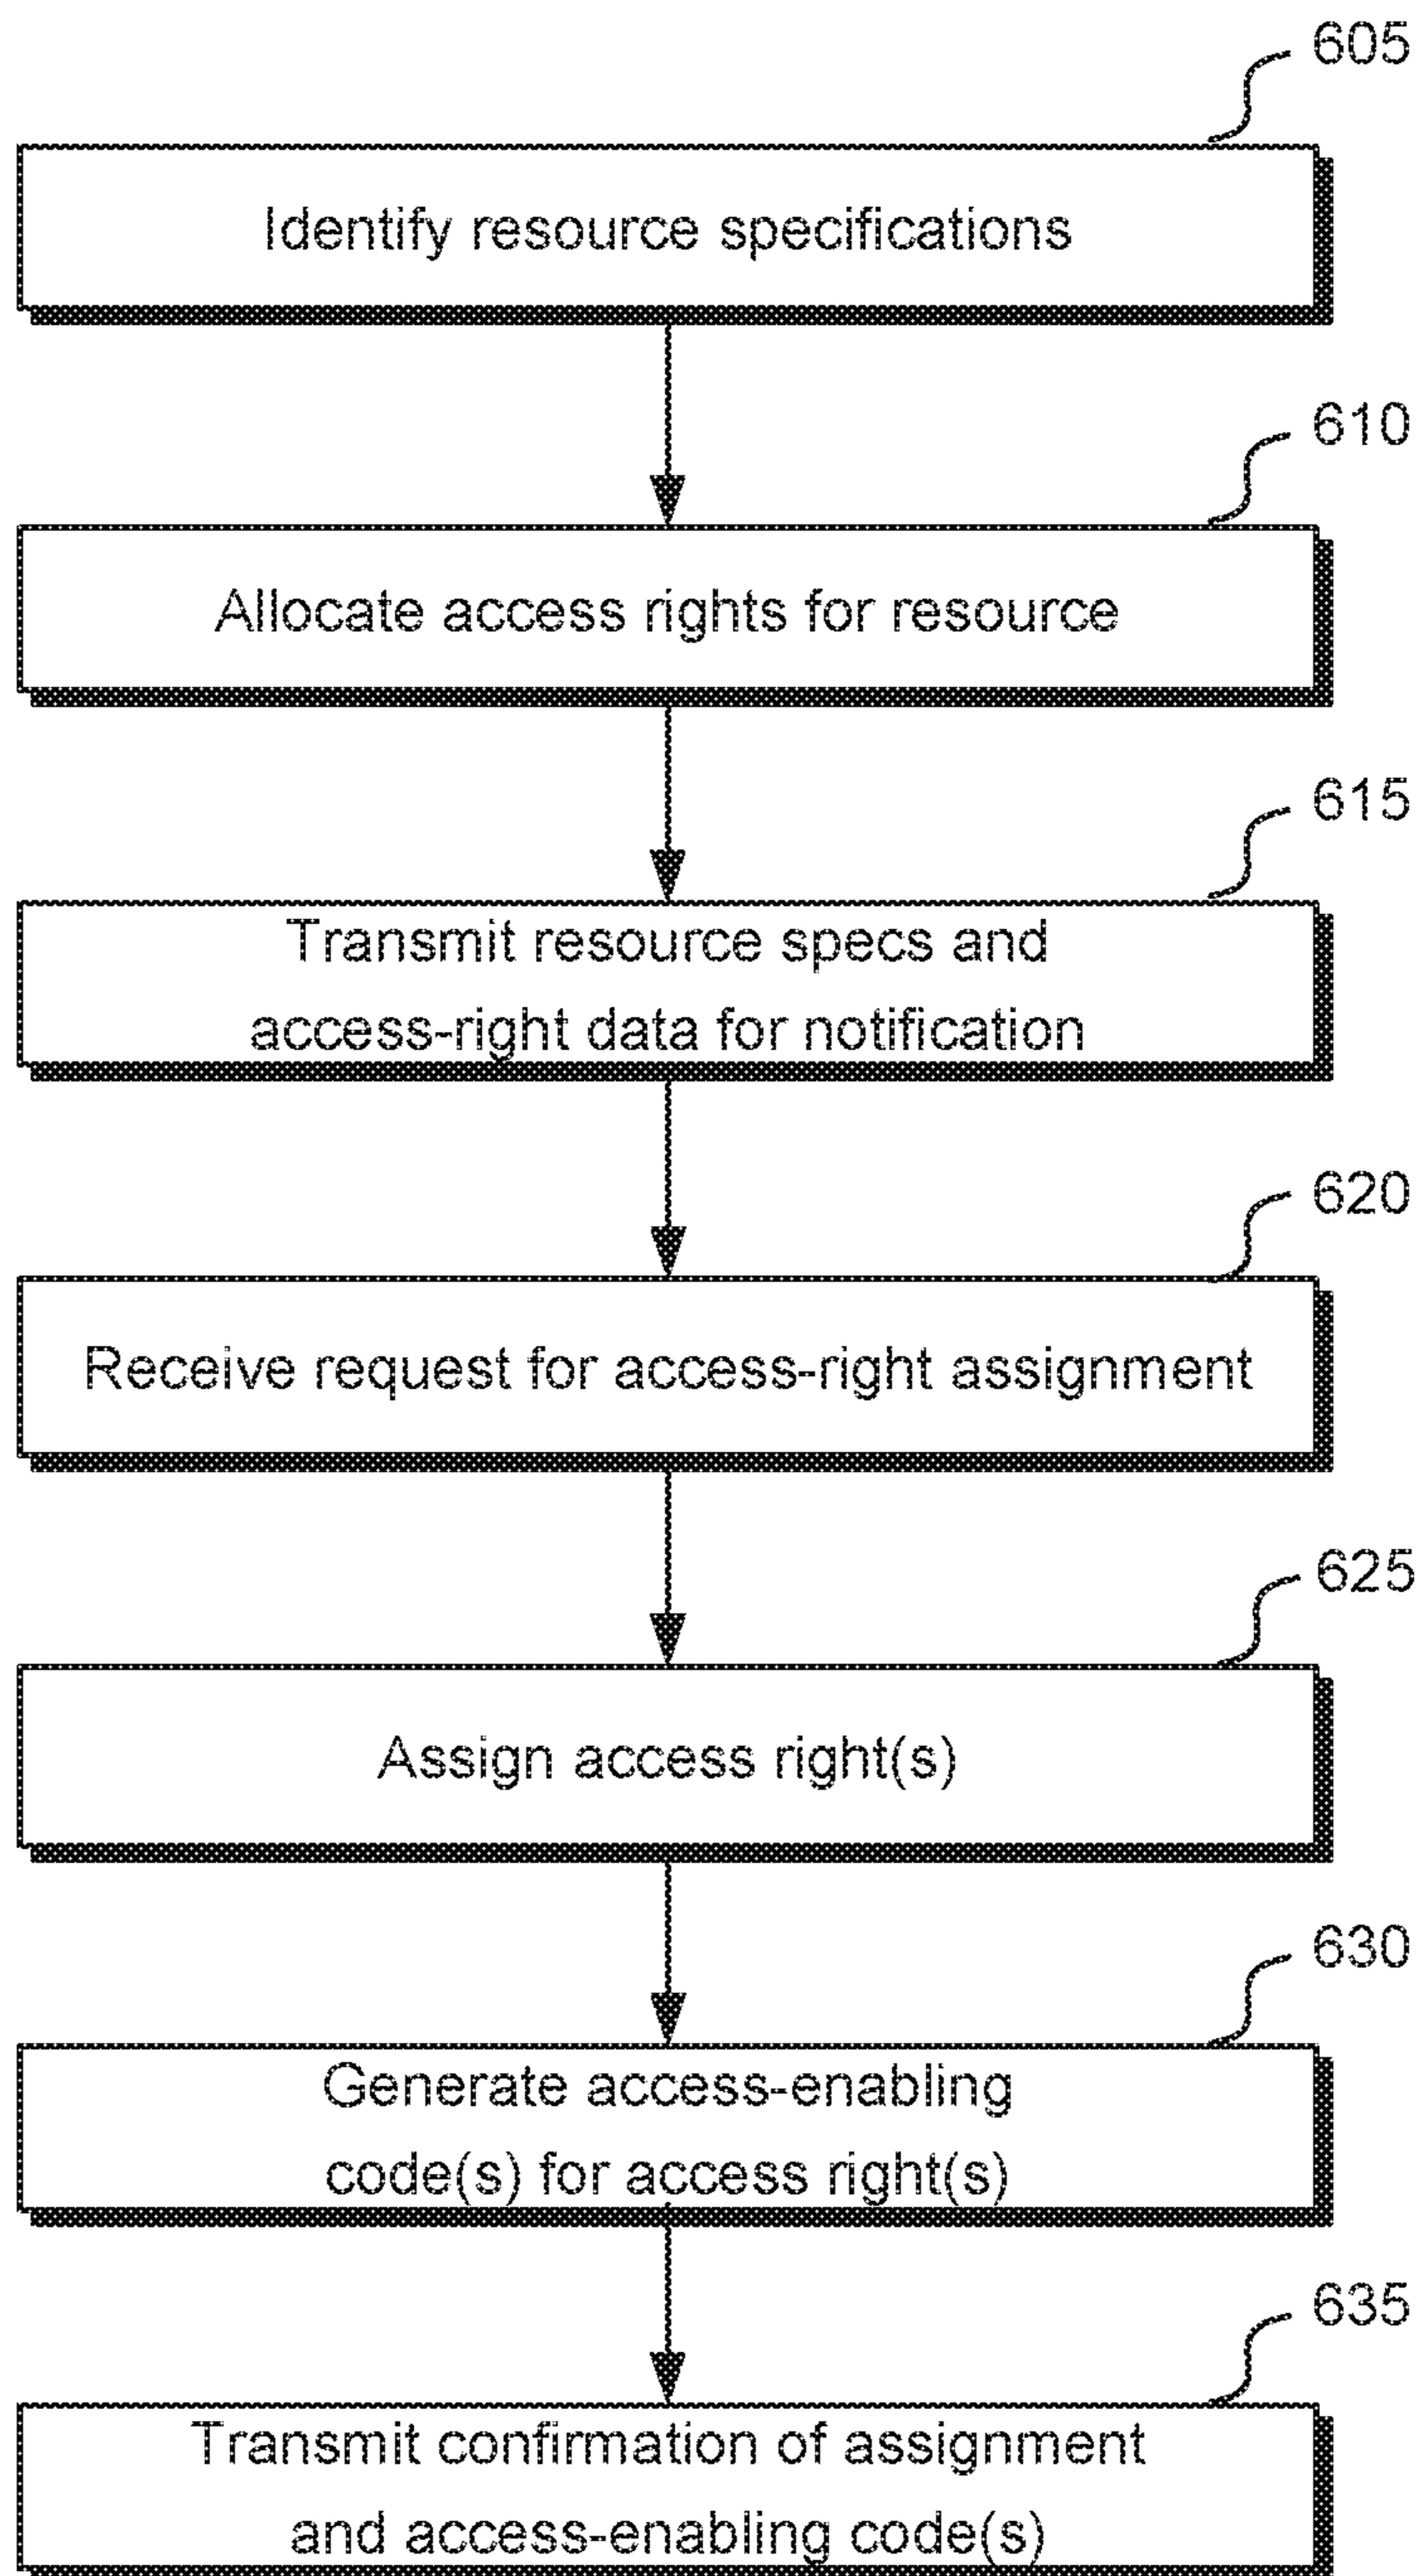 605
Identify resource specifications
610
Allocate access rights for resource
615
Transmit resource specs and
access-right data for notification
620
Receive request for access-right assignment
625
Assign access right(s)
630
Generate access-enabling
code(s) for access right(s)
635
Transmit confirmation of assignment
and access-enabling code(s)